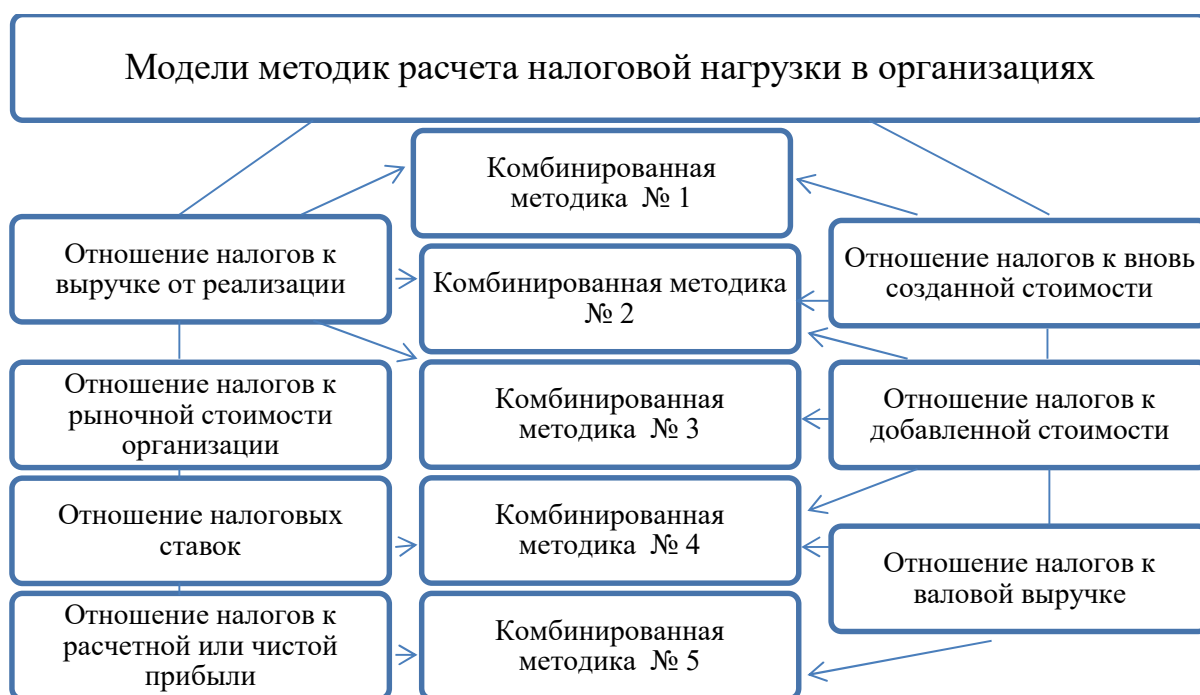 Модели методик расчета налоговой нагрузки в организациях
Комбинированная
методика № 1
Отношение налогов к
выручке от реализации
Комбинированная методика
№ 2
Отношение налогов к вновь
созданной стоимости
Отношение налогов к
рыночной стоимости
организации
Комбинированная
методика № 3
Отношение налогов к
добавленной стоимости
Отношение налоговых
ставок
Комбинированная
методика № 4
Отношение налогов к
валовой выручке
Отношение налогов к
расчетной или чистой
прибыли
Комбинированная
методика № 5